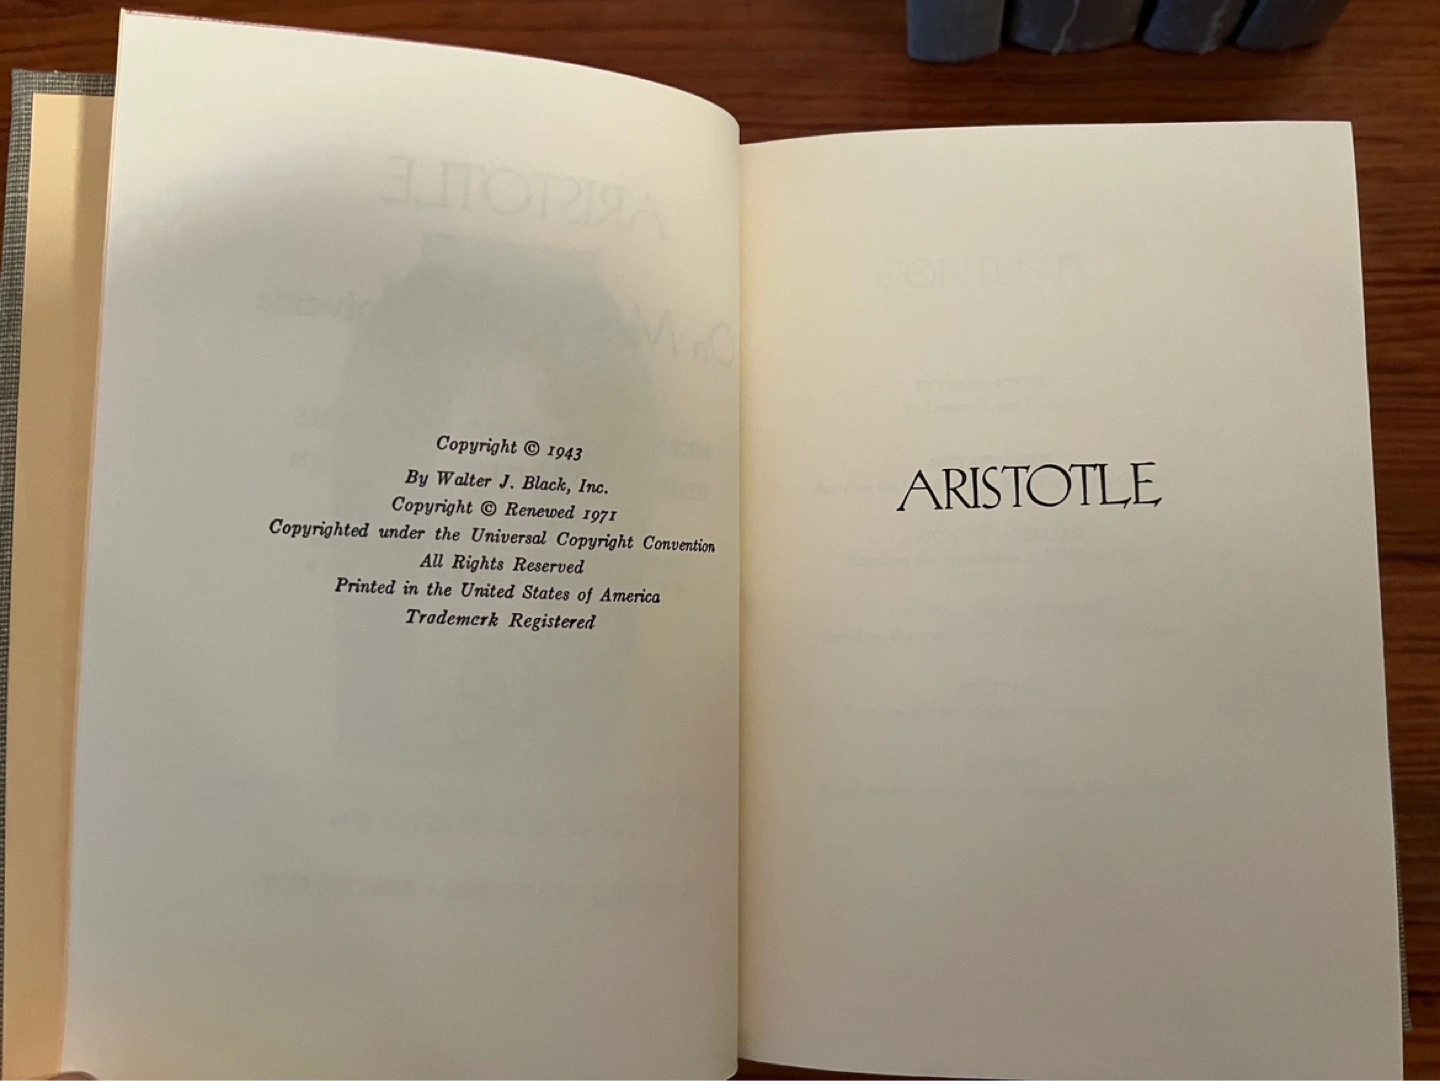 Copyright © 1943
By Walter J. Black, Inc.
Copyright © Renewed 1971
Copyrighted under the Universal Copyright Convention
All Rights Reserved
Printed in the United States of America
Trademcrk Registered
ARISTOTLE